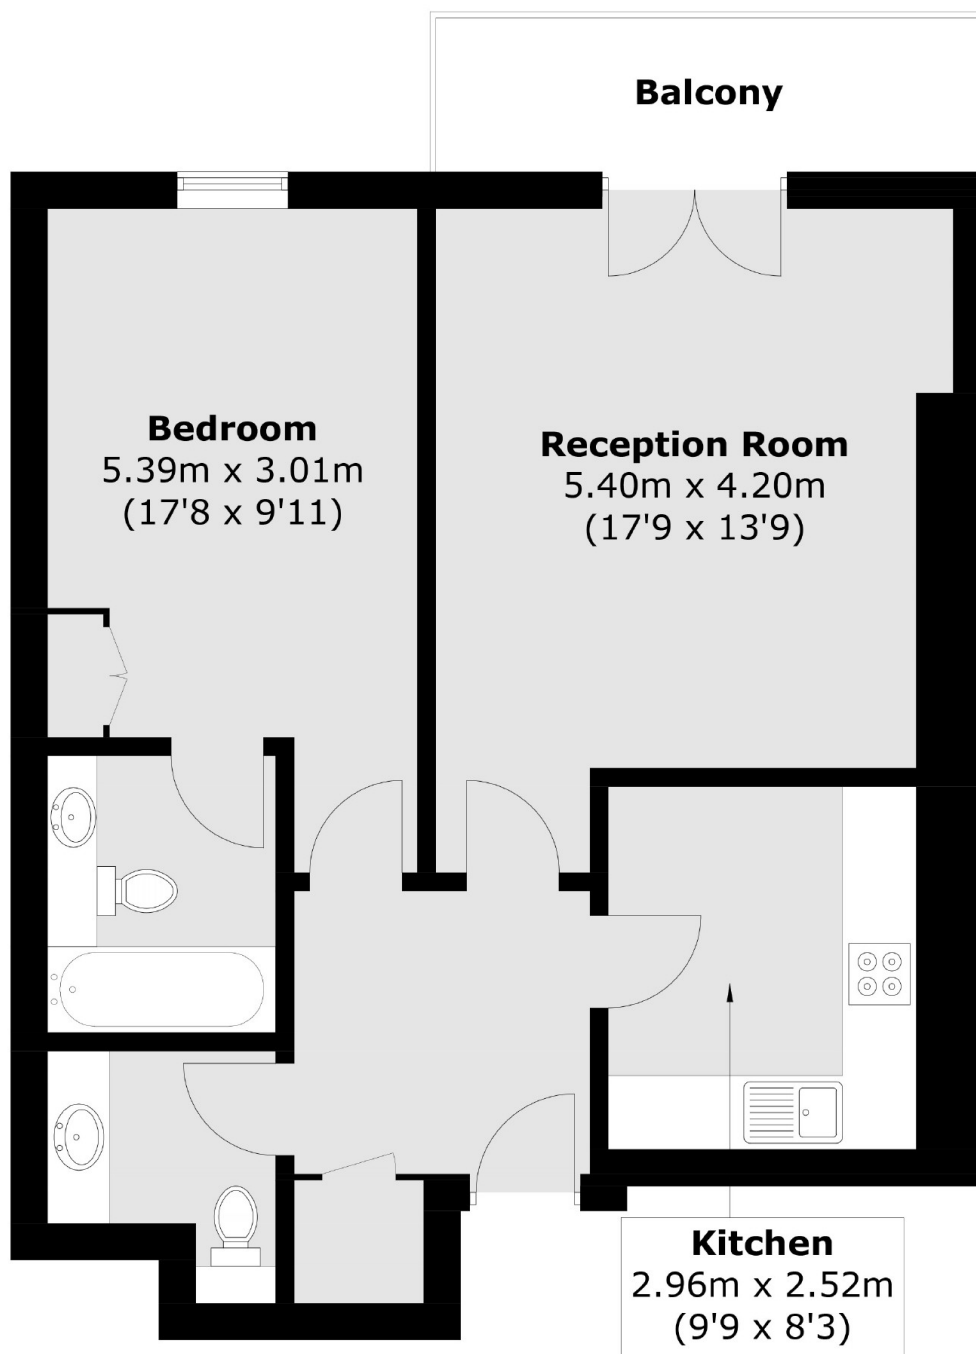 Balcony
Bedroom
5.39m x 3.01m
(17'8 x 9'11)
Reception Room
5.40m x 4.20m
(17'9 x 13'9)
Kitchen
2.96m x 2.52m
(9'9 x 8'3)